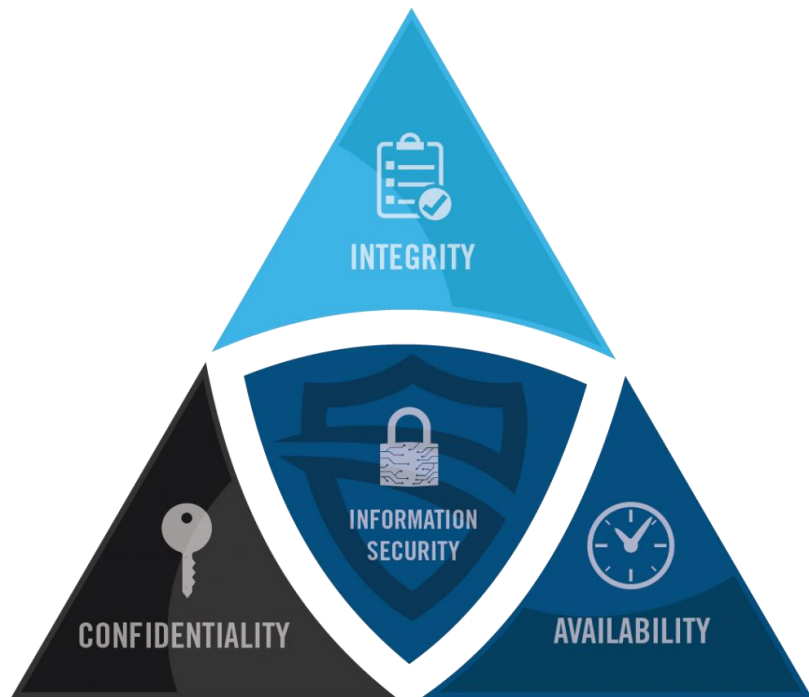 INTEGRITY
INFORMATION
SECURITY
CONFIDENTIALITY
AVAILABILITY